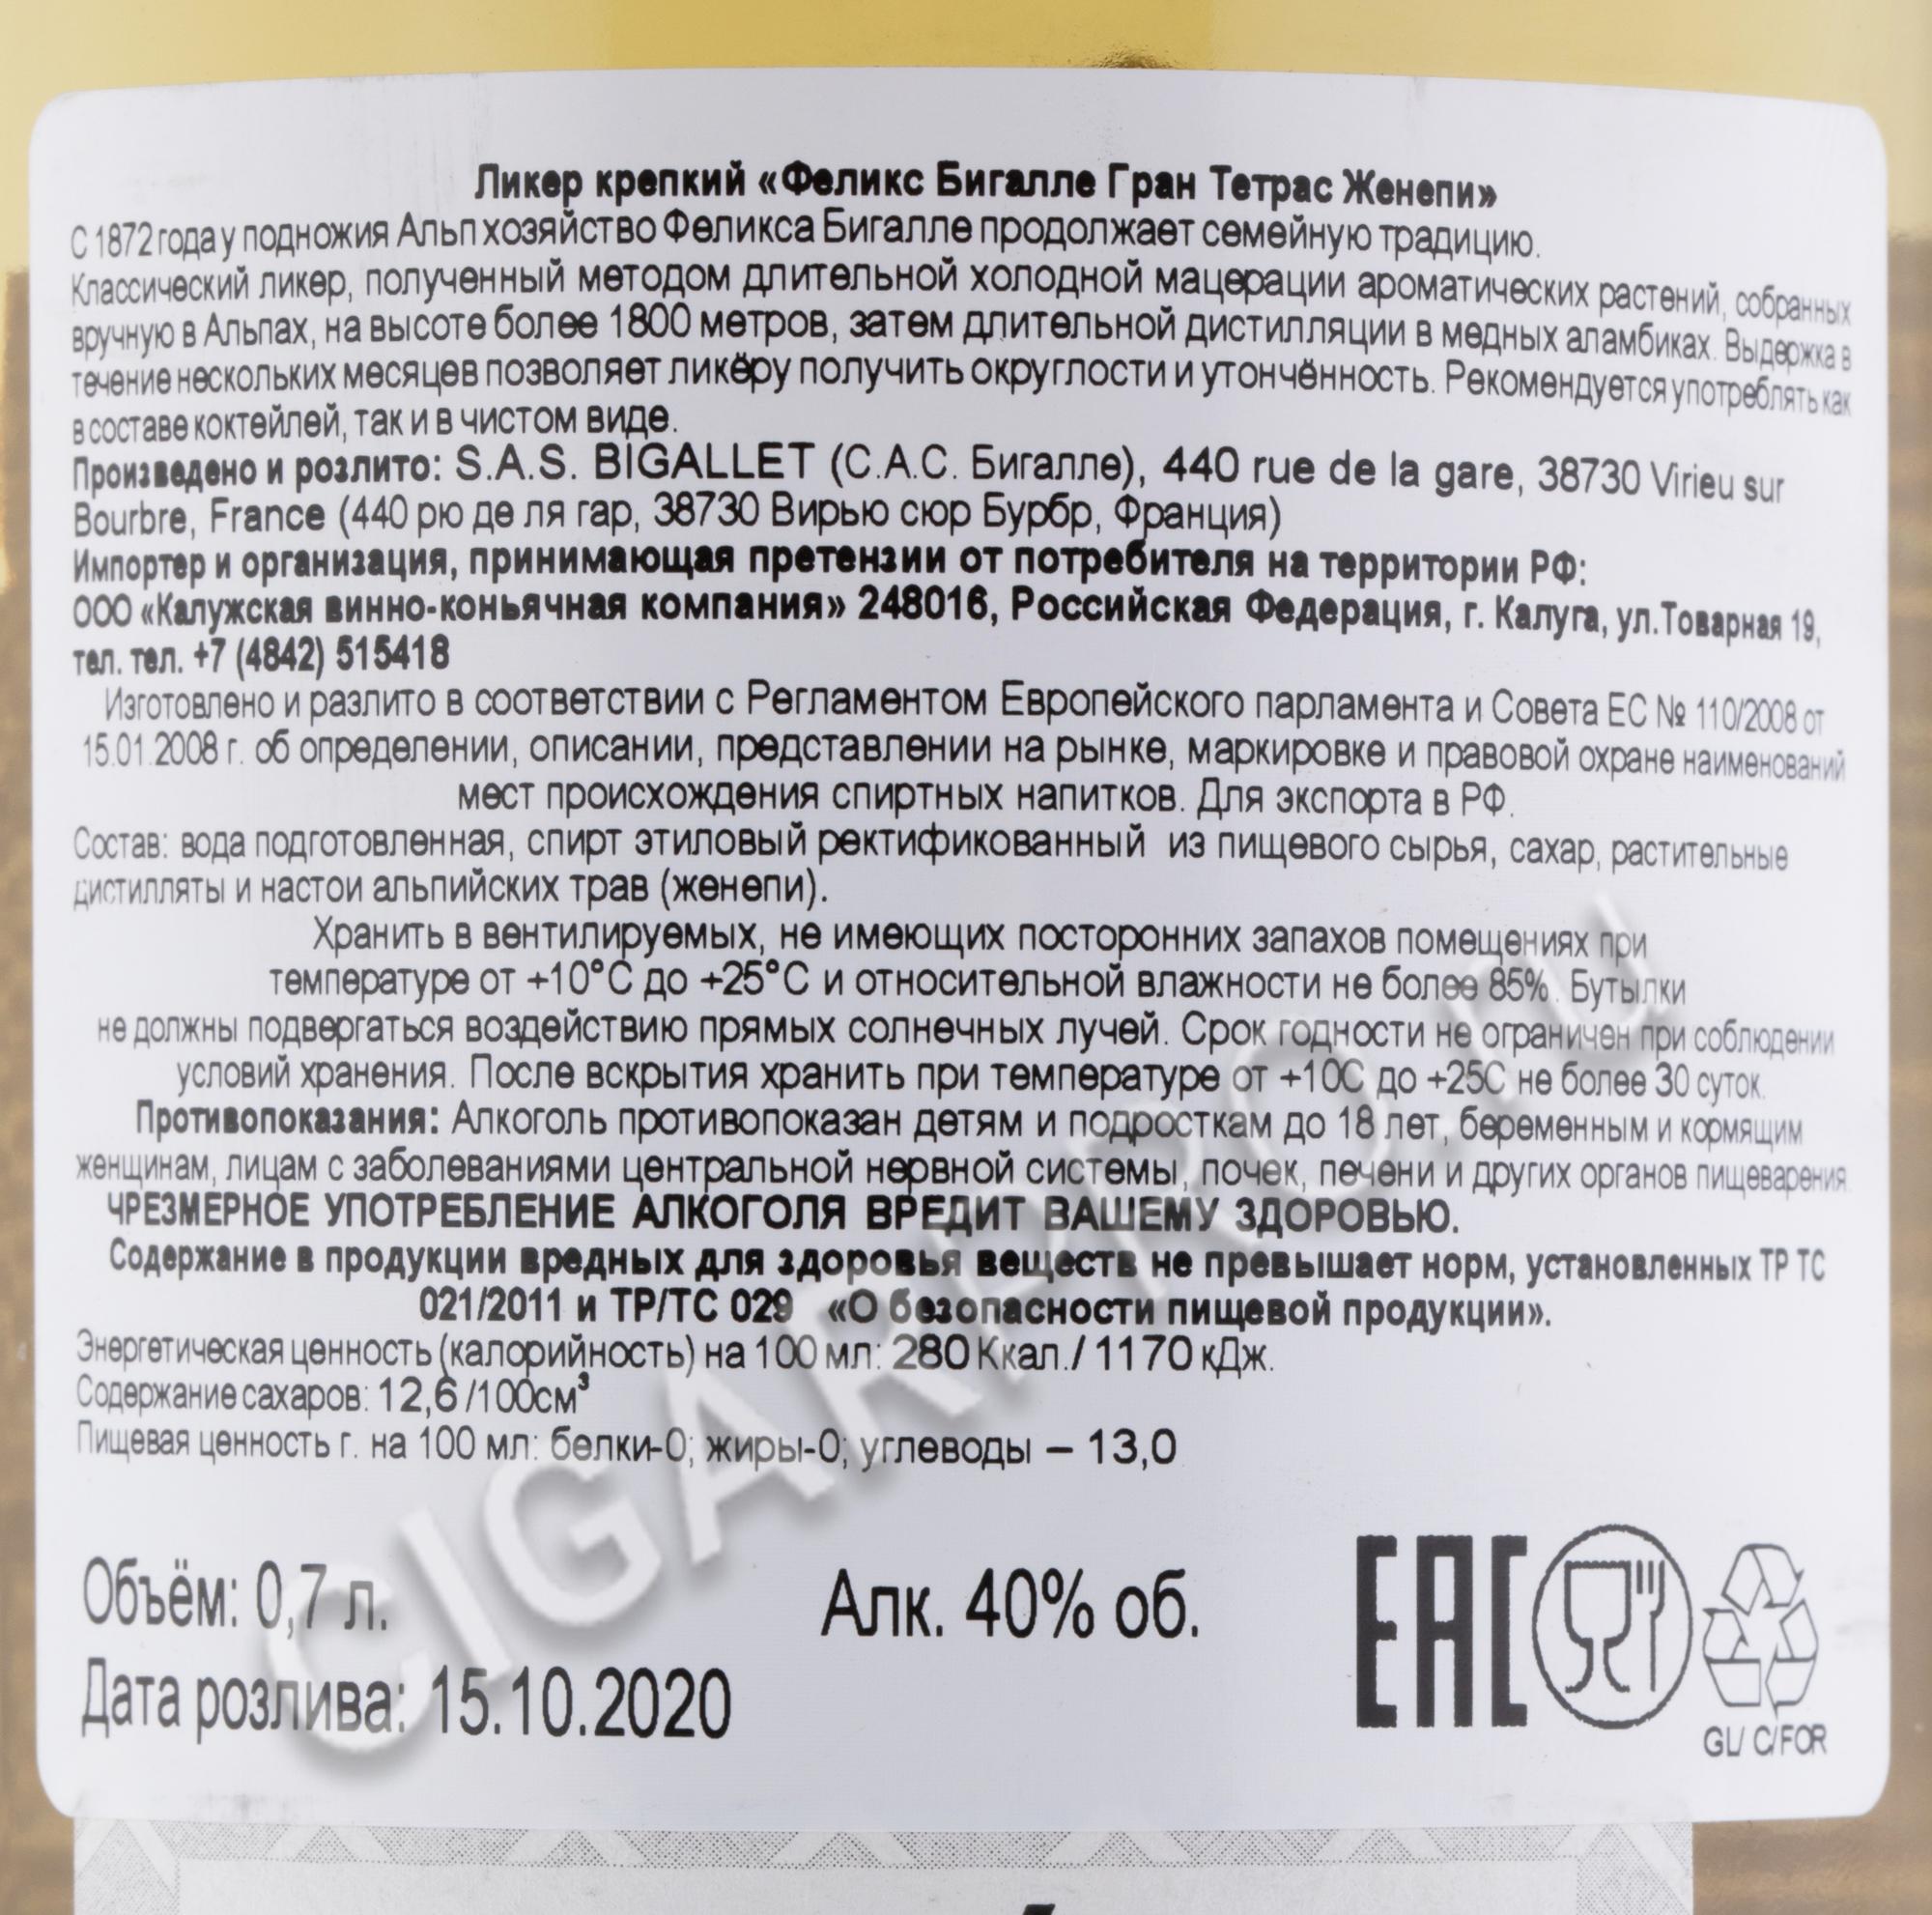 Ликер крепкий «Феликс Бигалле Гран Тетрас Женепи»
С 1872 года у подножия Альп хозяйство Феликса Бигалле продолжает семейную традицию.
Классический ликер, полученный методом длительной холодной мацерации ароматических растений, собранных
вручную в Альпах, на высоте более 1800 метров, затем длительной дистилляции в медных аламбиках. Выдержка в
течение нескольких месяцев позволяет ликёру получить округлости и утончённость. Рекомендуется употреблять как
в составе коктейлей, так и в чистом виде.
Произведено и розлито: S.A.S. BIGALLET (С.А.С. Бигалле), 440 rue de la gare, 38730 Virieu sur
Bourbre, France (440 рю де ля гар, 38730 Вирью сюр Бурбр, Франция)
Импортер и организация, принимающая претензии от потребителя на территории РФ:
ООО «Калужская винно-коньячная компания» 248016, Российская Федерация, г. Калуга, ул.Товарная 19,
тел. тел. +7 (4842) 515418
Изготовлено и разлито в соответствии с Регламентом Европейского парламента и Совета ЕС № 110/2008 от
15.01.2008 г. об определении, описании, представлении на рынке, маркировке и правовой охране наименований
мест происхождения спиртных напитков. Для экспорта в РФ.
Состав: вода подготовленная, спирт этиловый ректификованный из пищевого сырья, сахар, растительные
дистилляты и настои альпийских трав (женепи).
Хранить в вентилируемых, не имеющих посторонних запахов помещениях при
температуре от +10°С до +25°С и относительной влажности не более 85%. Бутылки
не должны подвергаться воздействию прямых солнечных лучей. Срок годности не ограничен при соблюдении
условий хранения. После вскрытия хранить при температуре от +10С до +25С не более 30 суток.
Противопоказания: Алкоголь противопоказан детям и подросткам до 18 лет, беременным и кормящим
женщинам, лицам с заболеваниями центральной нервной системы, почек, печени и других органов пищеварения
ЧРЕЗМЕРНОЕ УПОТРЕБЛЕНИЕ АЛКОГОЛЯ ВРЕДИТ ВАШЕМУ ЗДОРОВЬЮ.
Содержание в продукции вредных для здоровья веществ не превышает норм, установленных ТР ТС
021/2011 и ТР/ТС 029 «О безопасности пищевой продукции».
Энергетическая ценность (калорийность) на 100 мл: 280 Ккал./ 1170 кДж.
Содержание сахаров: 12,6 /100см³
Пищевая ценность г. на 100 мл: белки-0; жиры-0; углеводы – 13,0
Объём: 0,7 л.
Алк. 40% об.
Дата розлива: 15.10.2020
EAC
GL/ C/FOR
CIGARPRO.ru